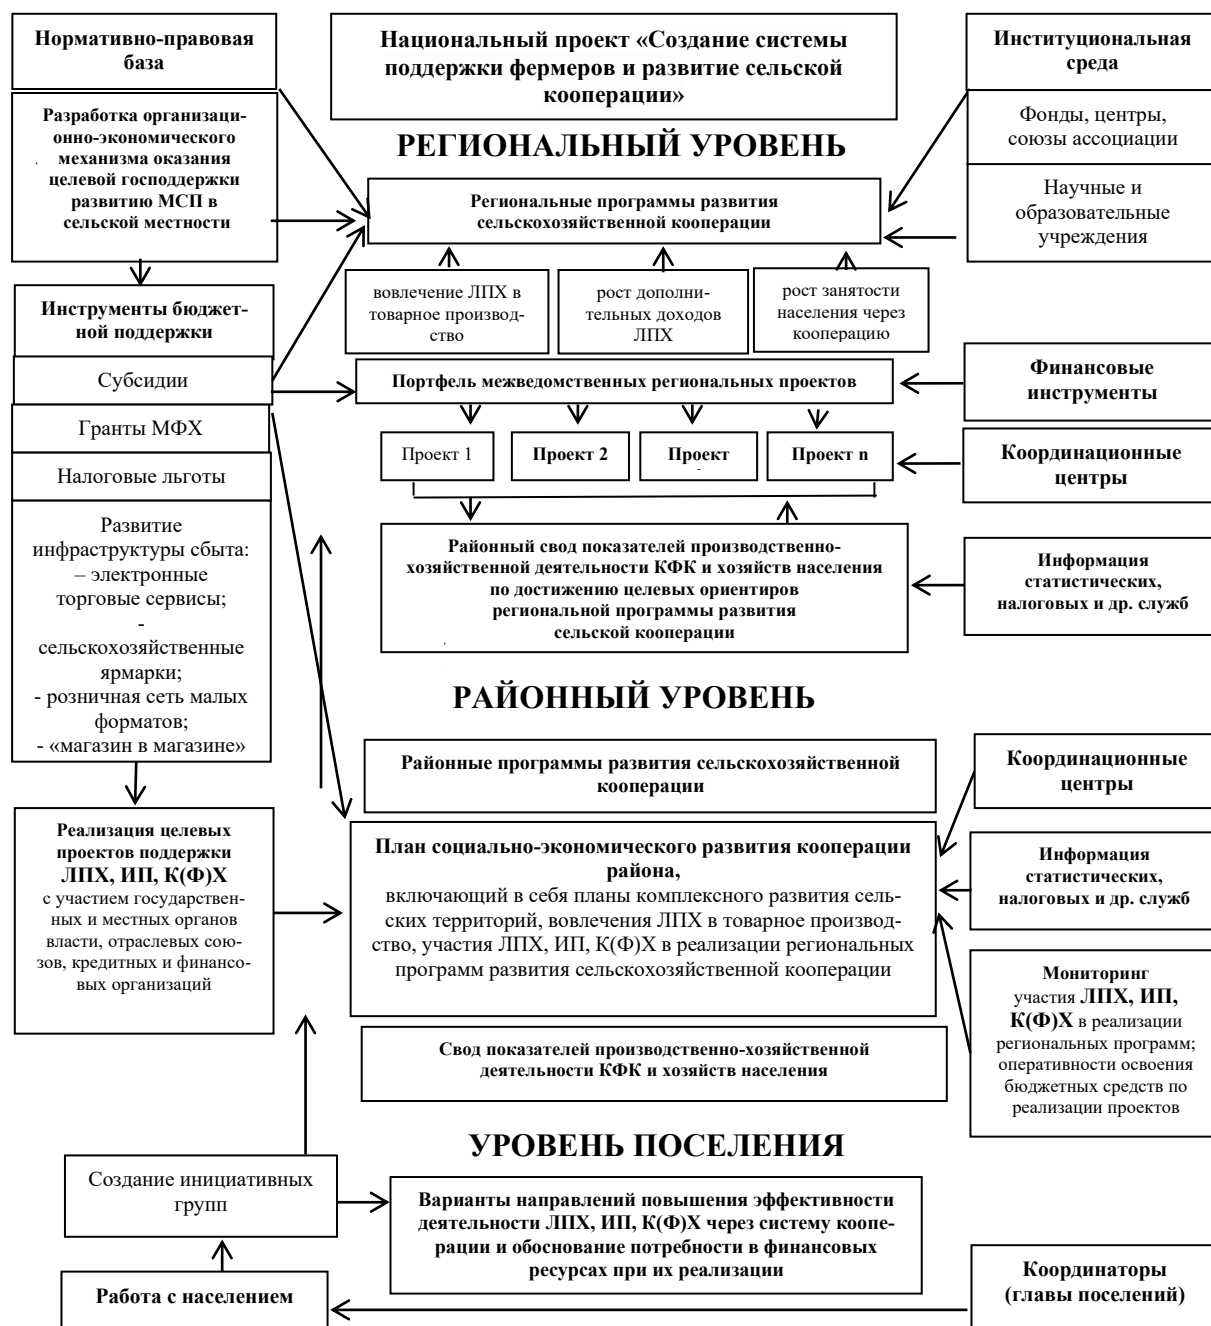 Нормативно-правовая
база
Разработка организаци-
онно-экономического
механизма оказания
целевой господдержки
развитию МСП в
сельской местности
Инструменты бюджет-
ной поддержки
Субсидии
Гранты МФХ
Налоговые льготы
Развитие
инфраструктуры сбыта:
– электронные
торговые сервисы;
-
сельскохозяйственные
ярмарки;
- розничная сеть малых
форматов;
- «магазин в магазине»
Реализация целевых
проектов поддержки
ЛПХ, ИП, К(Ф)Х
с участием государствен-
ных и местных органов
власти, отраслевых сою-
зов, кредитных и финансо-
вых организаций
Национальный проект «Создание системы
поддержки фермеров и развитие сельской
кооперации»
РЕГИОНАЛЬНЫЙ УРОВЕНЬ
Региональные программы развития
сельскохозяйственной кооперации
вовлечение ЛПХ в
товарное производ-
ство
рост дополни-
тельных доходов
ЛПХ
рост занятости
населения через
кооперацию
Портфель межведомственных региональных проектов
Проект 1
Проект 2
Проект
Проект n
Районный свод показателей производственно-
хозяйственной деятельности КФК и хозяйств населения
по достижению целевых ориентиров
региональной программы развития
сельской кооперации
Институциональная
среда
Фонды, центры,
союзы ассоциации
Научные и
образовательные
учреждения
Финансовые
инструменты
Координационные
центры
Информация
статистических,
налоговых и др. служб
РАЙОННЫЙ УРОВЕНЬ
Районные программы развития сельскохозяйственной
кооперации
План социально-экономического развития кооперации
района,
включающий в себя планы комплексного развития сель-
ских территорий, вовлечения ЛПХ в товарное производ-
ство, участия ЛПХ, ИП, К(Ф)Х в реализации региональных
программ развития сельскохозяйственной кооперации
Свод показателей производственно-хозяйственной
деятельности КФК и хозяйств населения
Координационные
центры
Информация
статистических,
налоговых и др. служб
Мониторинг
участия ЛПХ, ИП,
К(Ф)Х в реализации
региональных программ;
оперативности освоения
бюджетных средств по
реализации проектов
УРОВЕНЬ ПОСЕЛЕНИЯ
Создание инициативных
групп
Варианты направлений повышения эффективности
деятельности ЛПХ, ИП, К(Ф)Х через систему коопе-
рации и обоснование потребности в финансовых
ресурсах при их реализации
Работа с населением
Координаторы
(главы поселений)